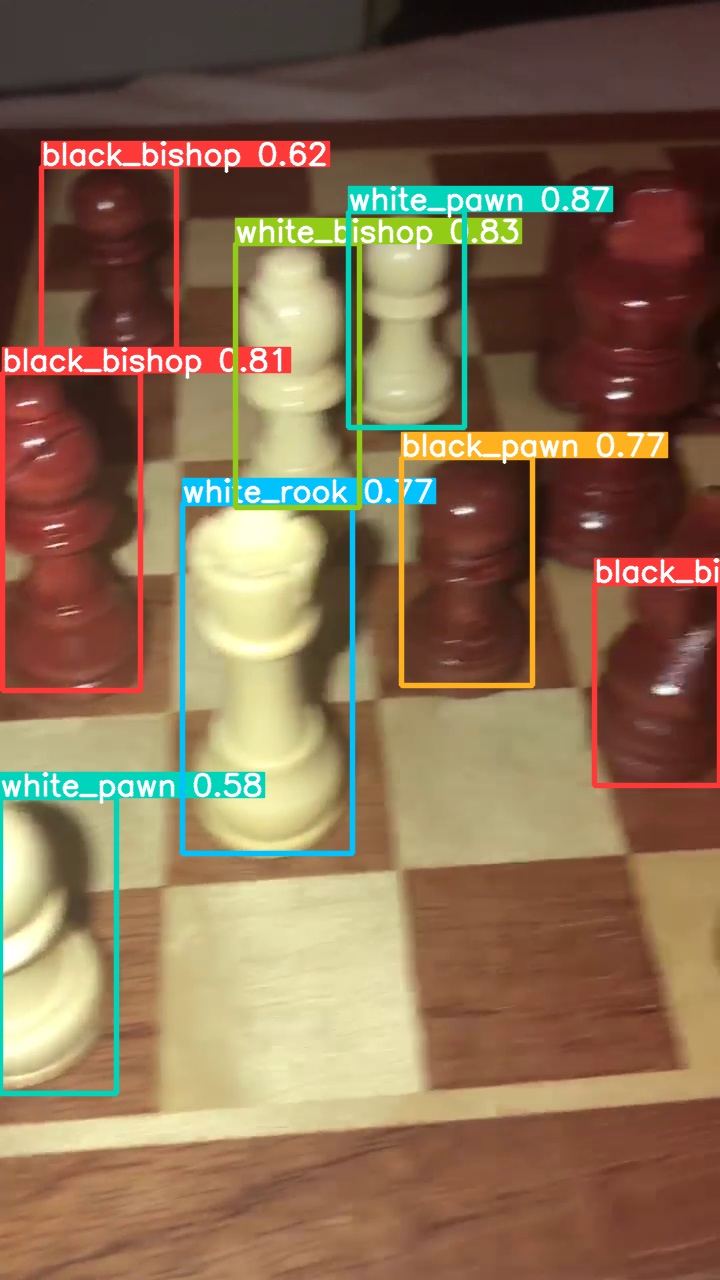 black_bishop 0.62
white_pawn 0.87
white_bishop 0.83
black_bishop 0.81
black_pawn 0.77
white_rook 0.77
black_bi
white_pawn 0.58